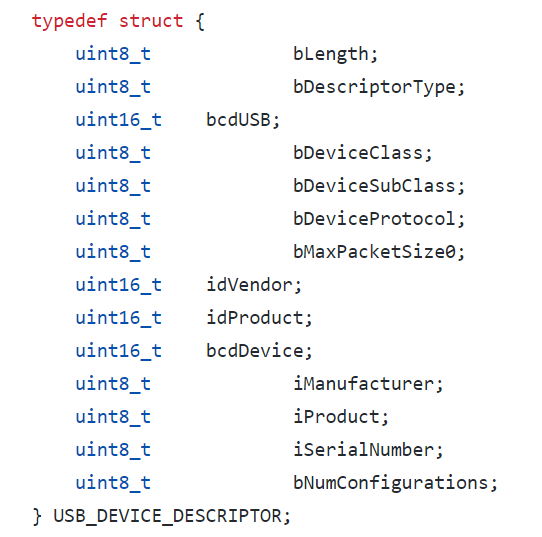 typedef struct {
    uint8_t             bLength;
    uint8_t             bDescriptorType;
    uint16_t    bcdUSB;
    uint8_t             bDeviceClass;
    uint8_t             bDeviceSubClass;
    uint8_t             bDeviceProtocol;
    uint8_t             bMaxPacketSize0;
    uint16_t    idVendor;
    uint16_t    idProduct;
    uint16_t    bcdDevice;
    uint8_t             iManufacturer;
    uint8_t             iProduct;
    uint8_t             iSerialNumber;
    uint8_t             bNumConfigurations;
} USB_DEVICE_DESCRIPTOR;